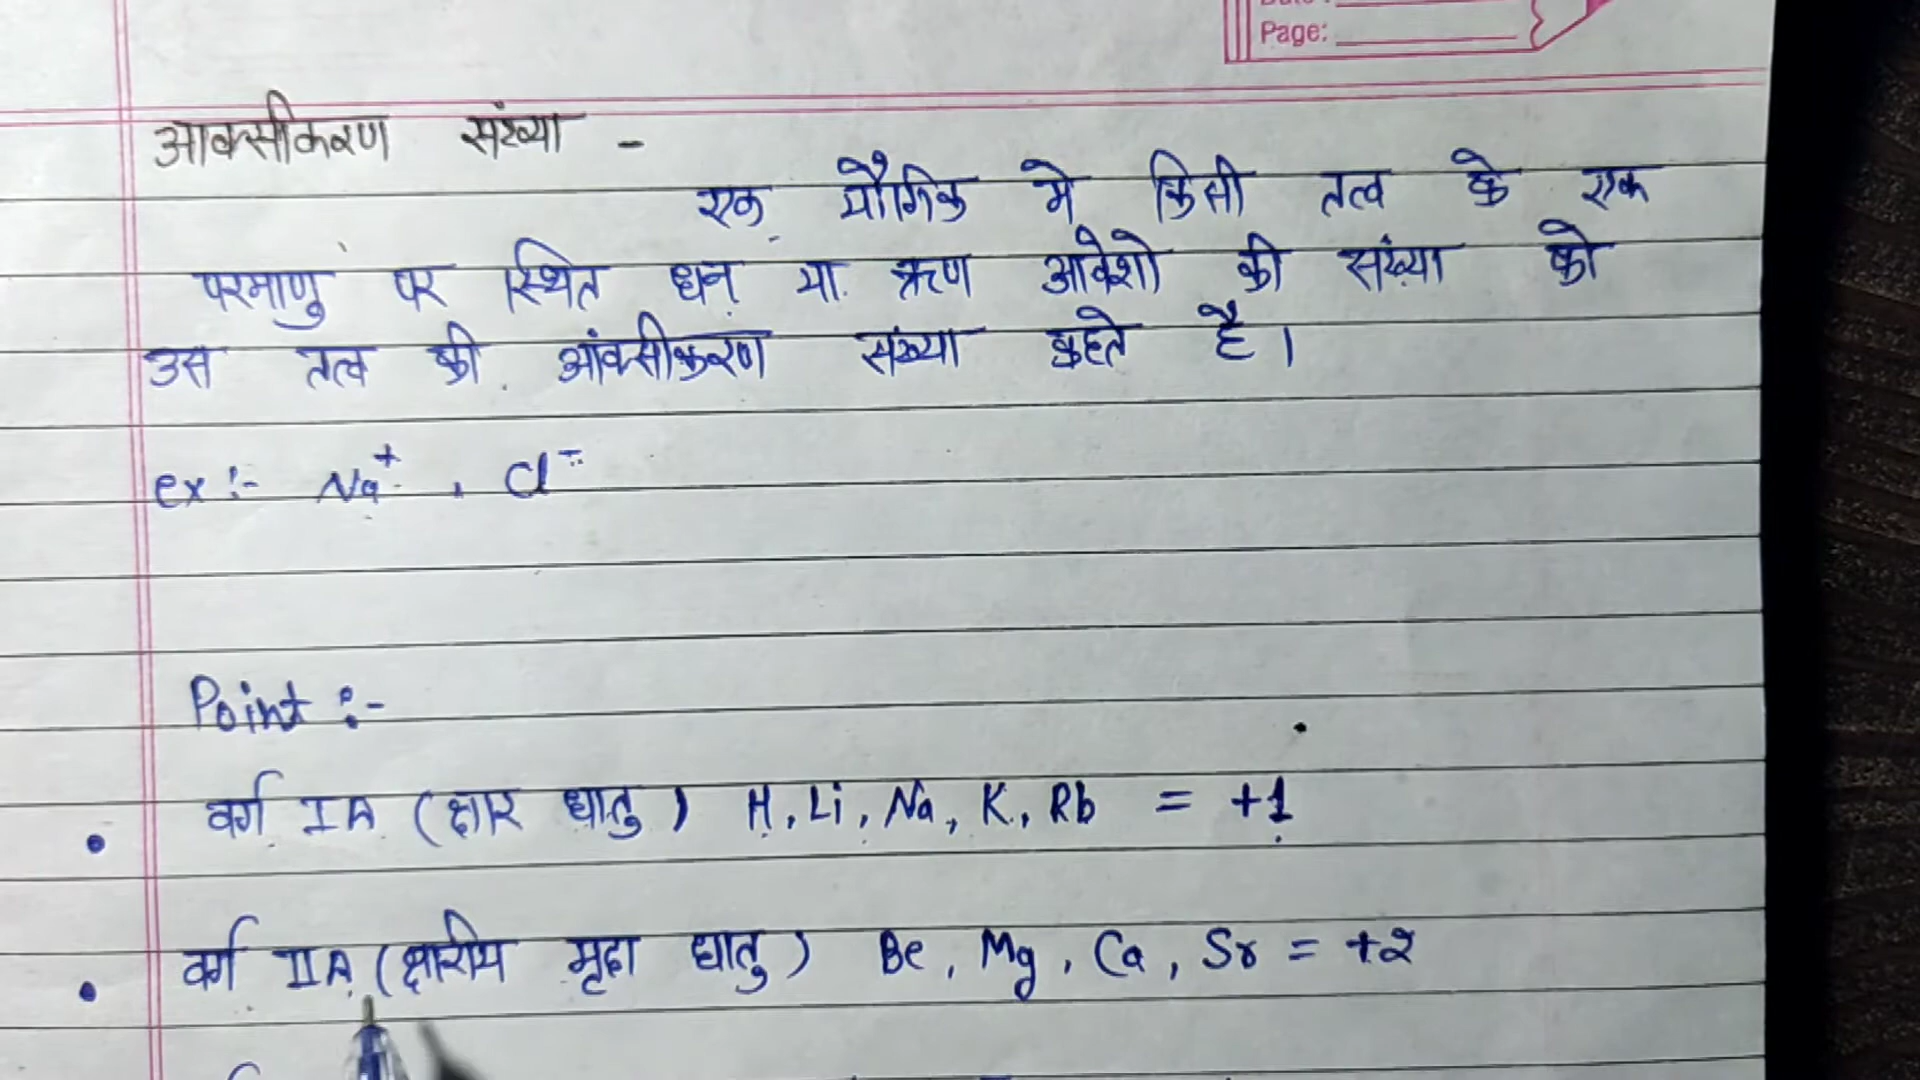 Page:
आक्सीकरण संख्या -
एक यौगिक मे किसी तत्व के एक
परमाणु पर स्थित धन या ऋण आवेशो की संख्या को
उस तत्व की आंक्सीकरण संख्या कहते है।
ex :- Na⁺ , Cl⁻
Point :-
• वर्ग IA (क्षार धातु) H, Li, Na, K, Rb = +1
• वर्ग IIA (क्षारीय मृदा धातु) Be, Mg, Ca, Sr = +2